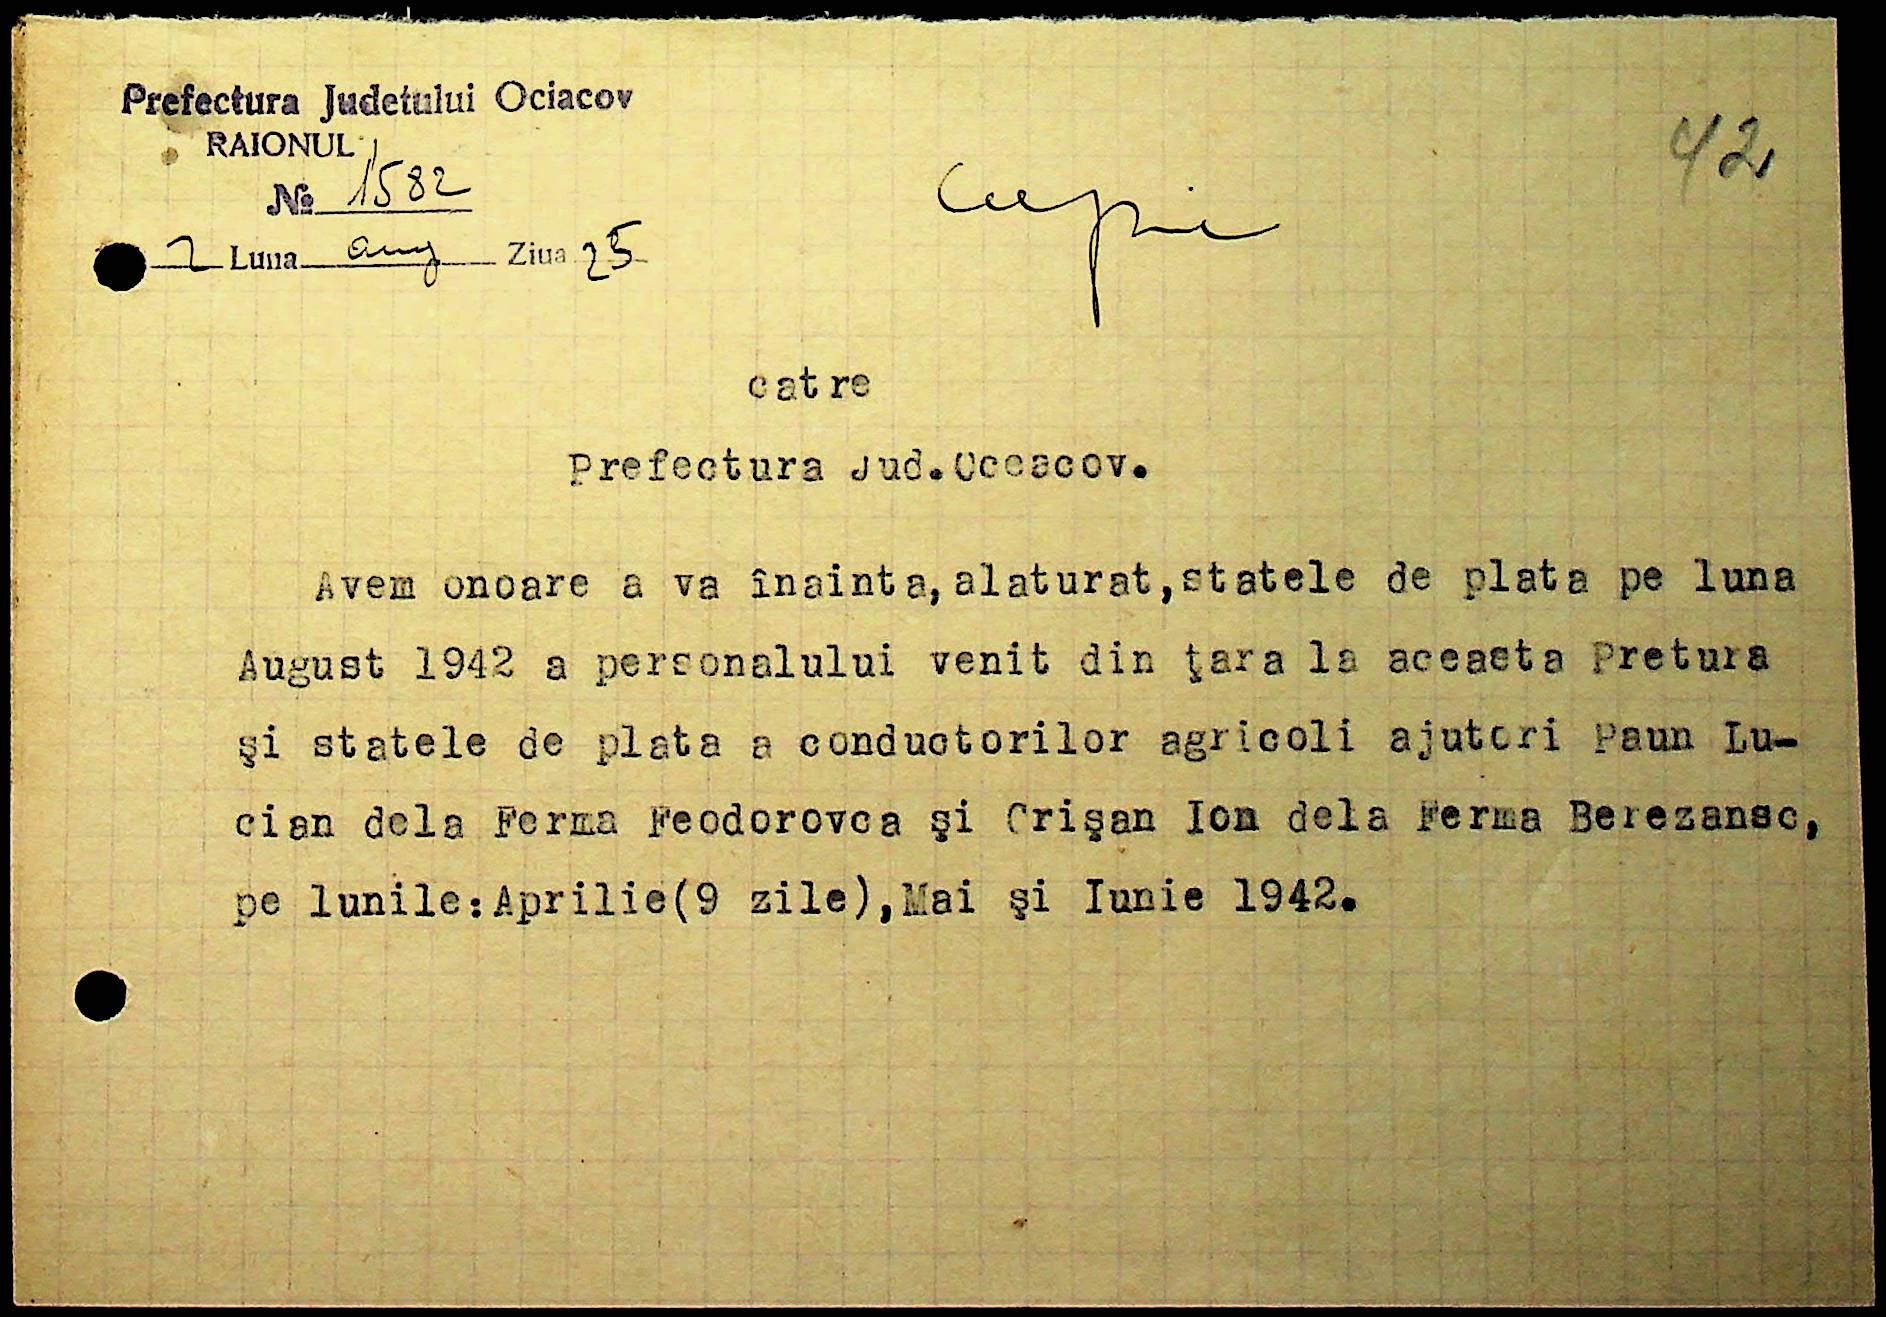 Prefectura Judetului Ociacov
42
RAIONUL
№ 1582
2 Luna aug Ziua 25
catre
Prefectura Jud.Oceacov.
Avem onoare a va înainta,alaturat,statele de plata pe luna
August 1942 a personalului venit din ţara la aceasta Pretura
şi statele de plata a conductorilor agricoli ajutori Paun Lu-
cian dela Ferma Feodorovca şi Crişan Ion dela Ferma Berezansc,
pe lunile:Aprilie(9 zile),Mai şi Iunie 1942.